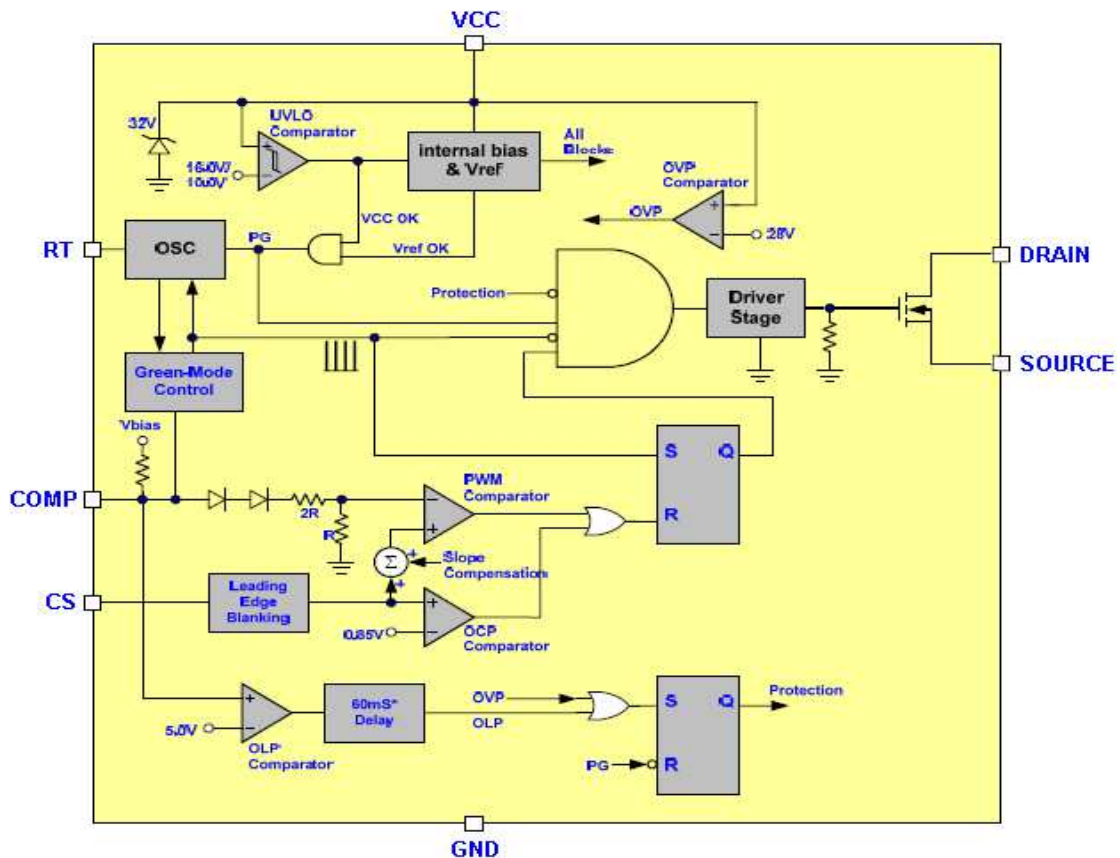 VCC
32V
UVLO
Comparator
16.0V/
10.0V
internal bias
& Vref
All
Blocks
OVP
Comparator
OVP
28V
VCC OK
Vref OK
PG
RT
OSC
DRAIN
Protection
Driver
Stage
Green-Mode
Control
SOURCE
Vbias
S
Q
R
COMP
2R
R
PWM
Comparator
Σ
Slope
Compensation
CS
Leading
Edge
Blanking
0.85V
OCP
Comparator
60mS*
Delay
OVP
OLP
S
Q
R
Protection
5.0V
OLP
Comparator
PG
GND